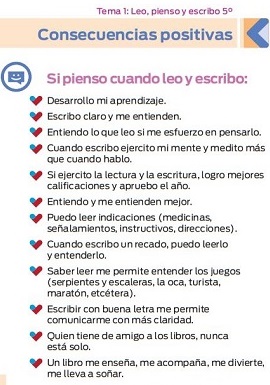 Tema 1: Leo, pienso y escribo 5º
Consecuencias positivas
Si pienso cuando leo y escribo:
Desarrollo mi aprendizaje.
Escribo claro y me entienden.
Entiendo lo que leo si me esfuerzo en pensarlo.
Cuando escribo ejercito mi mente y medito más
que cuando hablo.
Si ejercito la lectura y la escritura, logro mejores
calificaciones y apruebo el año.
Entiendo y me entienden mejor.
Puedo leer indicaciones (medicinas,
señalamientos, instructivos, direcciones).
Cuando escribo un recado, puedo leerlo
y entenderlo.
Saber leer me permite entender los juegos
(serpientes y escaleras, la oca, turista,
maratón, etcétera).
Escribir con buena letra me permite
comunicarme con más claridad.
Quien tiene de amigo a los libros, nunca
está solo.
Un libro me enseña, me acompaña, me divierte,
me lleva a soñar.